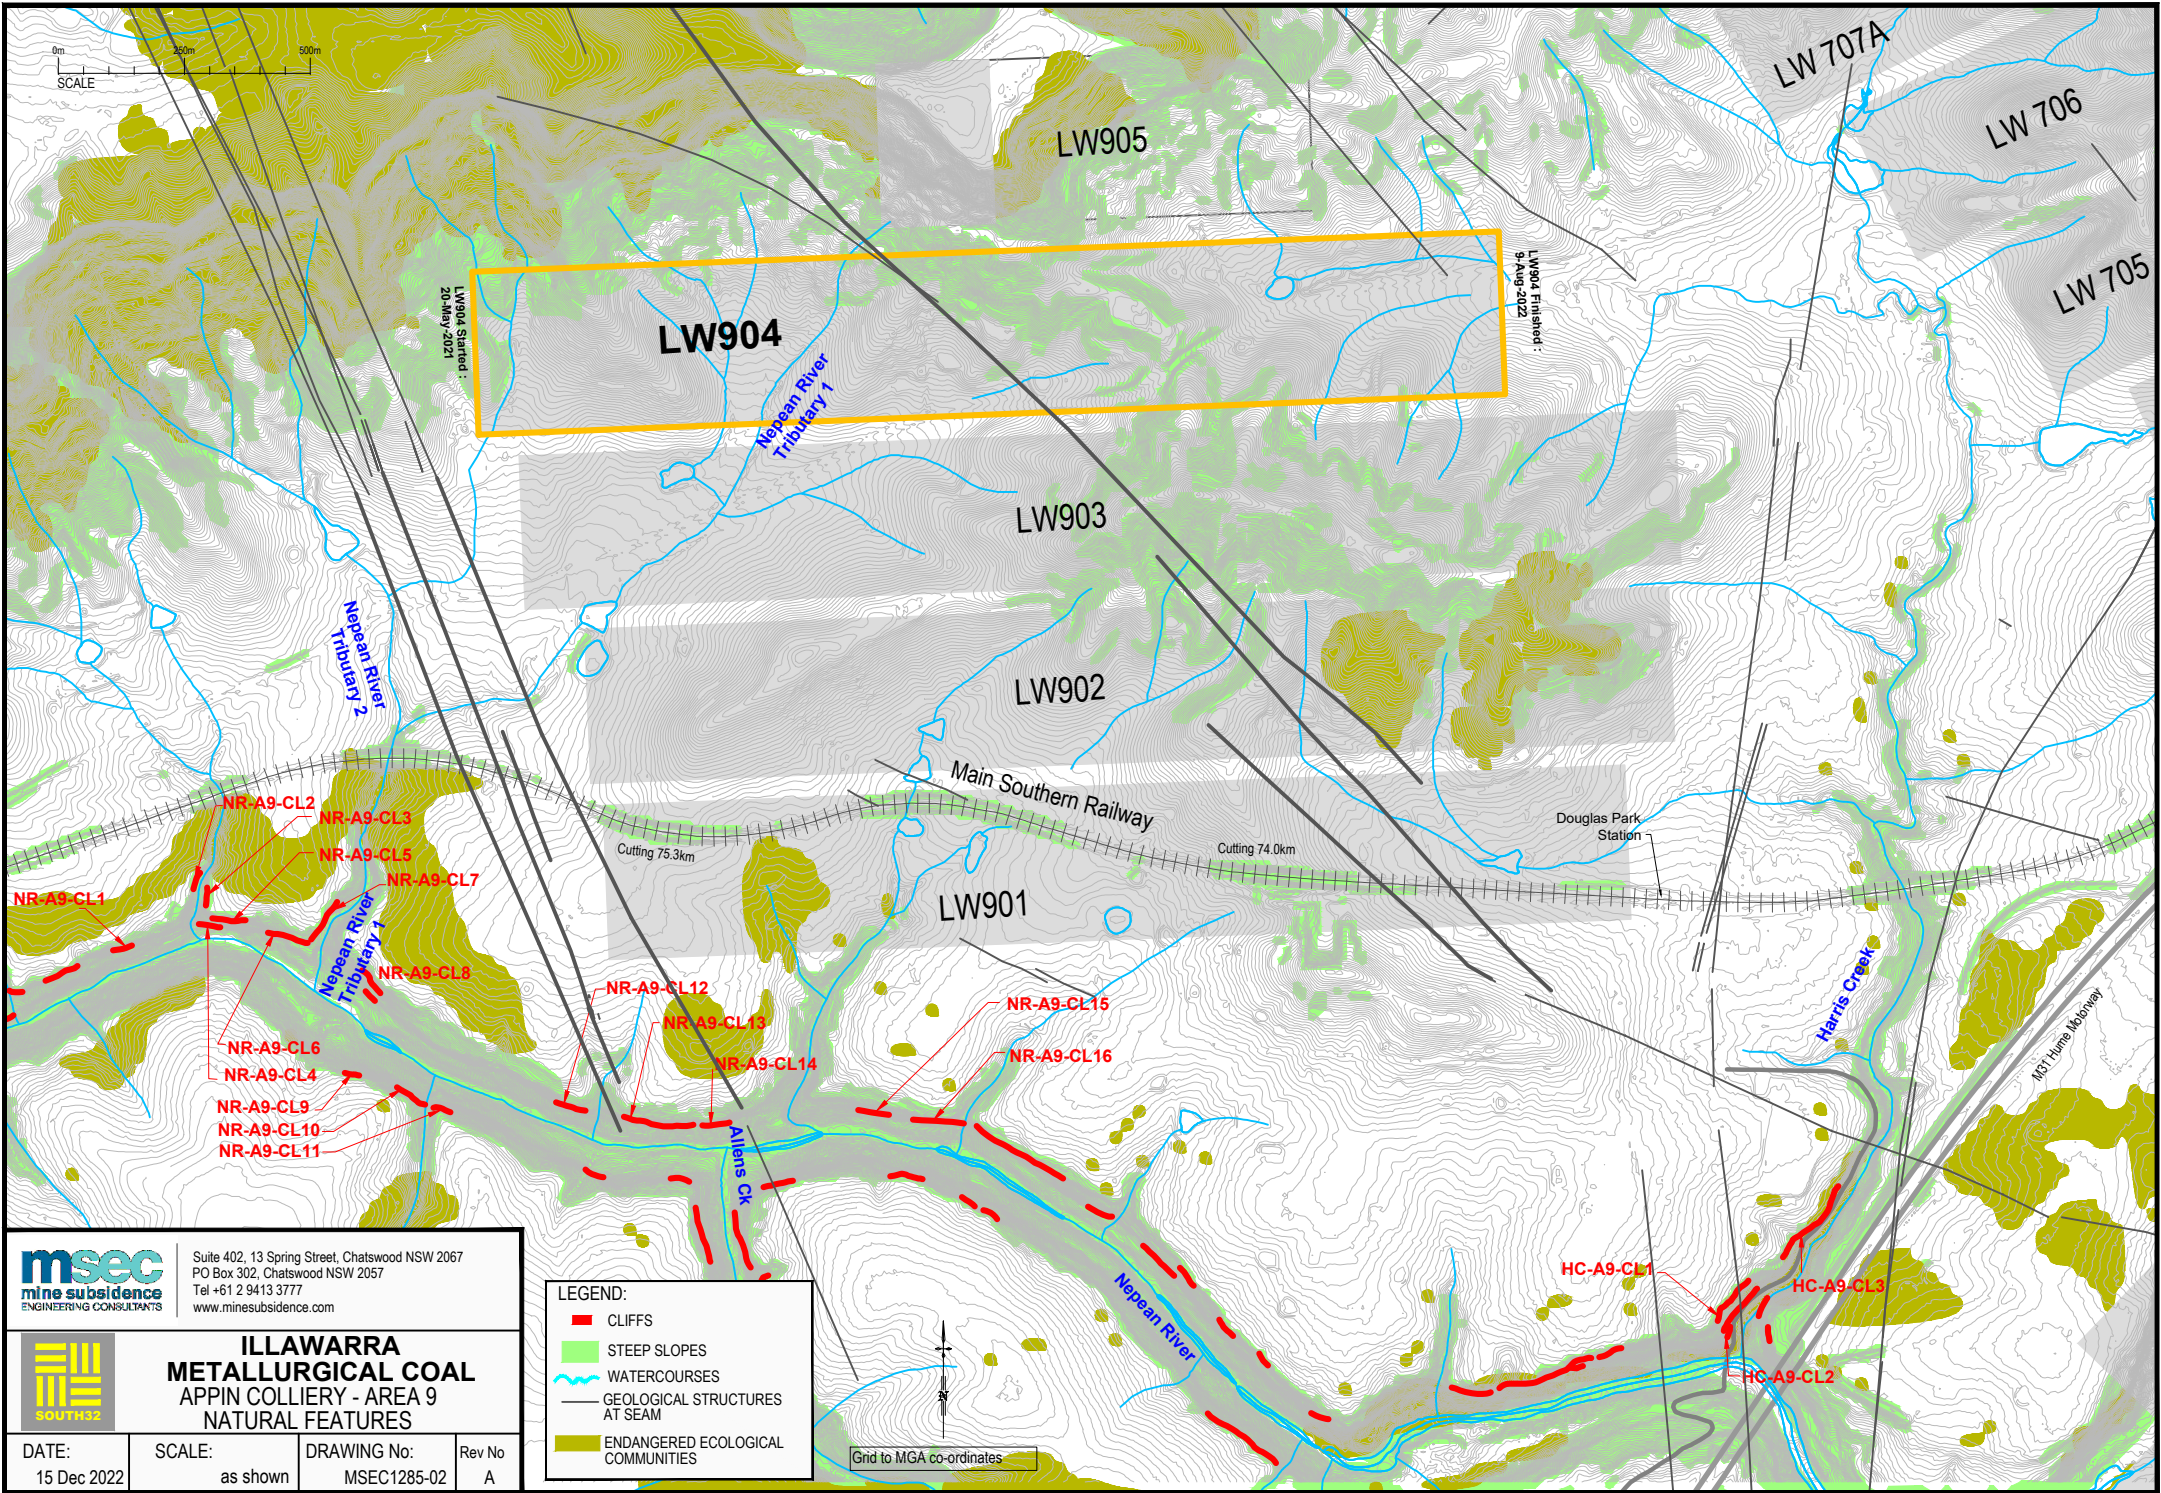 0m 250m 500m
SCALE
LW 707A
LW 706
LW 705
LW905
LW904 Started :
20-May-2021
LW904
LW904 Finished :
9-Aug-2022
Nepean River
Tributary 1
LW903
Nepean River
Tributary 2
LW902
Main Southern Railway
Cutting 75.3km
Cutting 74.0km
Douglas Park
Station
LW901
NR-A9-CL2
NR-A9-CL3
NR-A9-CL5
NR-A9-CL7
NR-A9-CL1
Nepean River
Tributary 1
NR-A9-CL8
NR-A9-CL6
NR-A9-CL4
NR-A9-CL9
NR-A9-CL10
NR-A9-CL11
NR-A9-CL12
NR-A9-CL13
NR-A9-CL14
NR-A9-CL15
NR-A9-CL16
Allens Ck
Harris Creek
M31 Hume Motorway
Nepean River
HC-A9-CL1
HC-A9-CL3
HC-A9-CL2
msec
mine subsidence
ENGINEERING CONSULTANTS
Suite 402, 13 Spring Street, Chatswood NSW 2067
PO Box 302, Chatswood NSW 2057
Tel +61 2 9413 3777
www.minesubsidence.com
SOUTH32
ILLAWARRA
METALLURGICAL COAL
APPIN COLLIERY - AREA 9
NATURAL FEATURES
DATE:
15 Dec 2022
SCALE:
as shown
DRAWING No:
MSEC1285-02
Rev No
A
LEGEND:
CLIFFS
STEEP SLOPES
WATERCOURSES
GEOLOGICAL STRUCTURES
AT SEAM
ENDANGERED ECOLOGICAL
COMMUNITIES
N
Grid to MGA co-ordinates